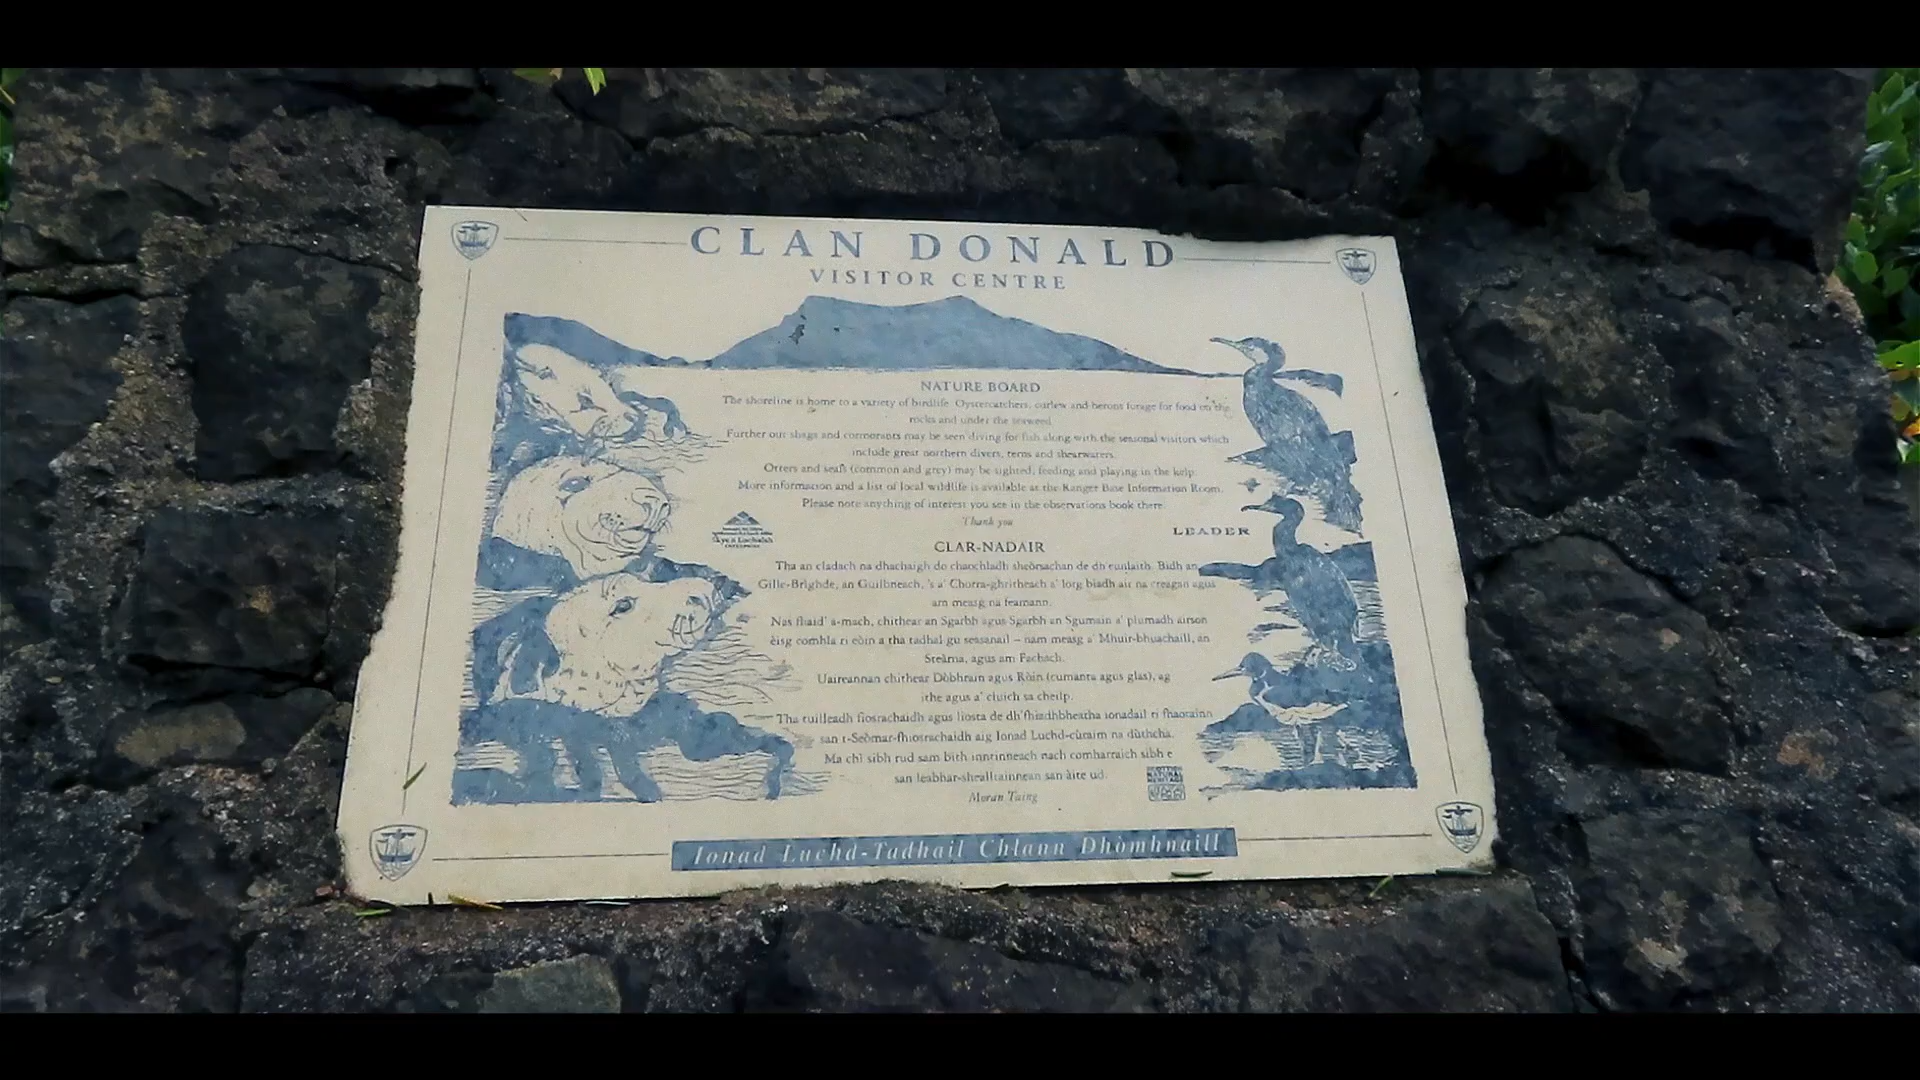 CLAN DONALD
VISITOR CENTRE
NATURE BOARD
The shoreline is home to a variety of birdlife. Oystercatchers, curlew and herons forage for food on the
rocks and under the seaweed.
Further out shags and cormorants may be seen diving for fish along with the seasonal visitors which
include great northern divers, terns and shearwaters.
Otters and seals (common and grey) may be sighted, feeding and playing in the kelp.
More information and a list of local wildlife is available at the Ranger Base Information Room.
Please note anything of interest you see in the observations book there.
Thank you
LEADER
CLAR-NADAIR
Tha an cladach na dhachaigh do chaochladh sheòrsachan de dh'eunlaith. Bidh an
Gille-Brìghde, an Guilbneach, 's a' Chorra-ghritheach a' lorg biadh air na creagan agus
am measg na feamann.
Nas fhaid' a-mach, chithear an Sgarbh agus Sgarbh an Sgumain a' plumadh airson
èisg comhla ri eòin a tha tadhal gu seasanail – nam measg a' Mhuir-bhuachaill, an
Steàrna, agus am Fachach.
Uaireannan chithear Dòbhrain agus Ròin (cumanta agus glas), ag
ithe agus a' cluich sa cheilp.
Tha tuilleadh fiosrachaidh agus liosta de dh'fhiadhbheatha ionadail ri fhaotainn
san t-Seòmar-fhiosrachaidh aig Ionad Luchd-cùraim na dùthcha.
Ma chì sibh rud sam bith inntinneach nach comharraich sibh e
san leabhar-sheallainnean san àite ud.
Moran Taing
Ionad Luchd-Tadhail Chlann Dhòmhnaill